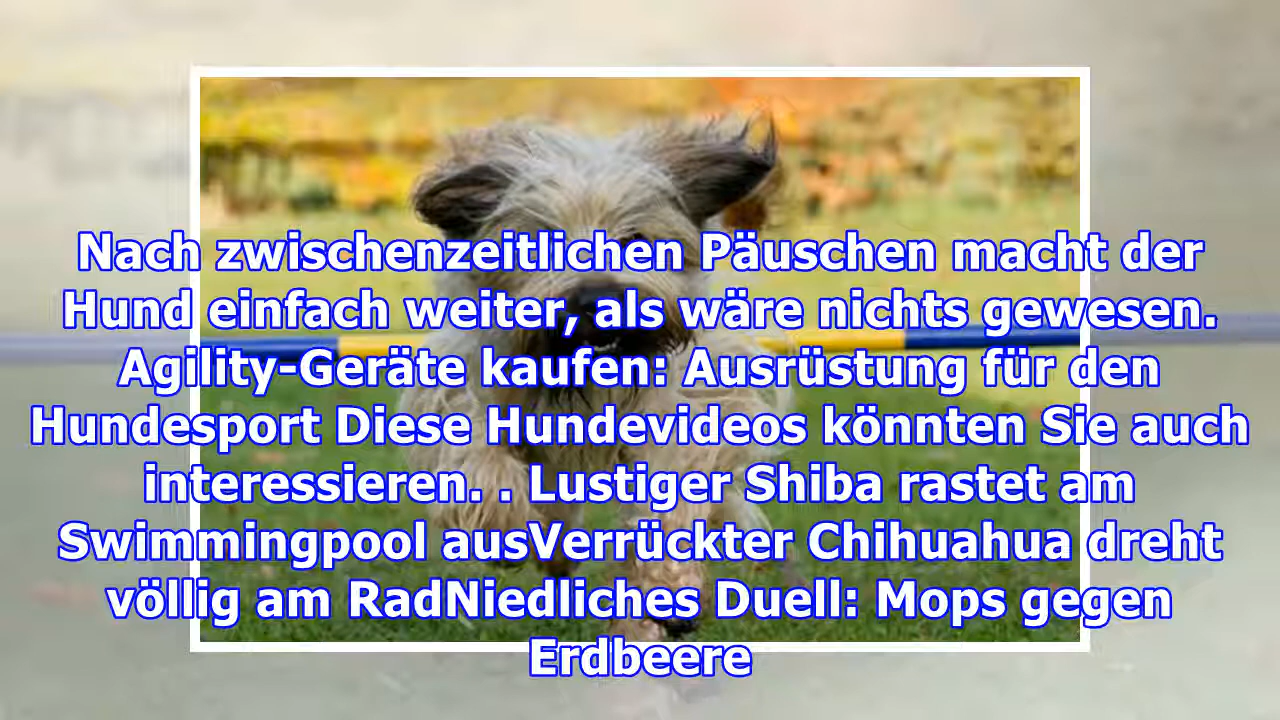 Nach zwischenzeitlichen Päuschen macht der
Hund einfach weiter, als wäre nichts gewesen.
Agility-Geräte kaufen: Ausrüstung für den
Hundesport Diese Hundevideos könnten Sie auch
interessieren. . Lustiger Shiba rastet am
Swimmingpool ausVerrückter Chihuahua dreht
völlig am RadNiedliches Duell: Mops gegen
Erdbeere